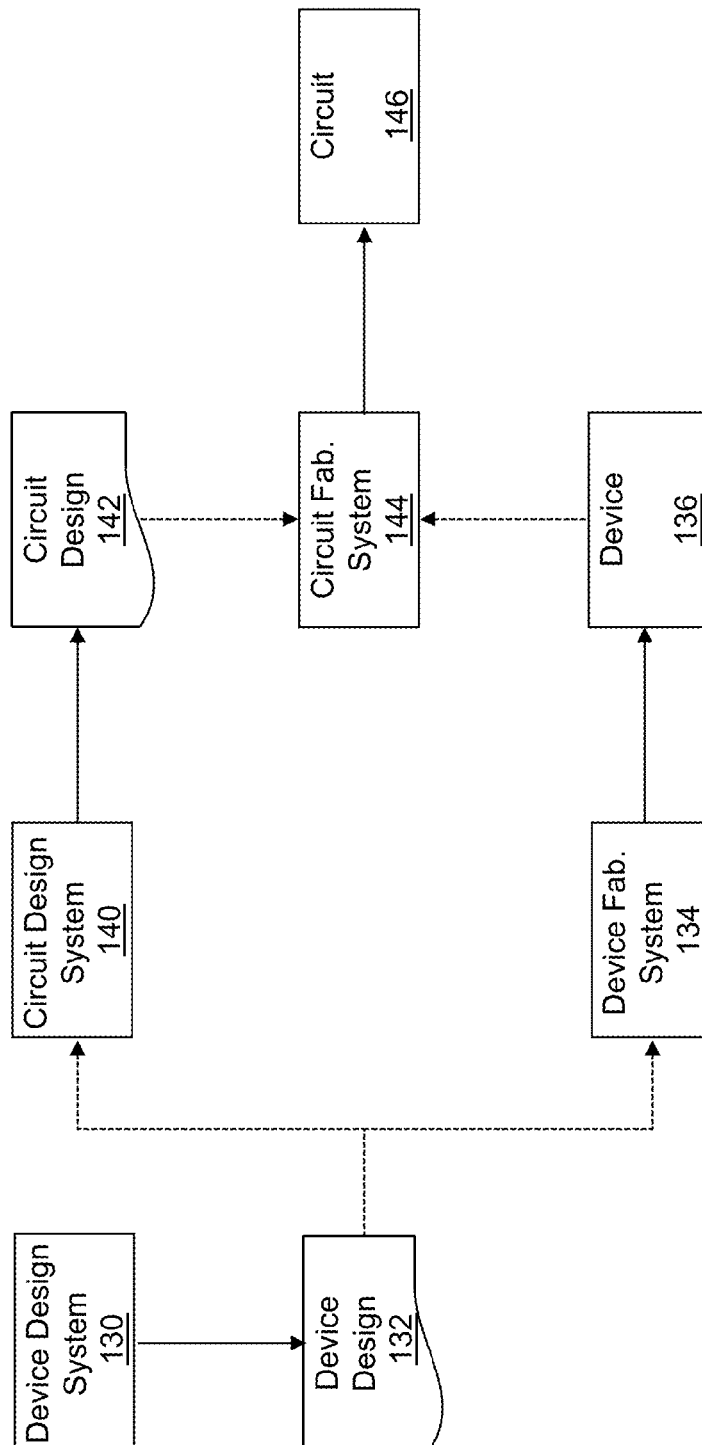 Device Design
System
130
Device
Design
132
Circuit Design
System
140
Device Fab.
System
134
Circuit
Design
142
Circuit Fab.
System
144
Device
136
Circuit
146